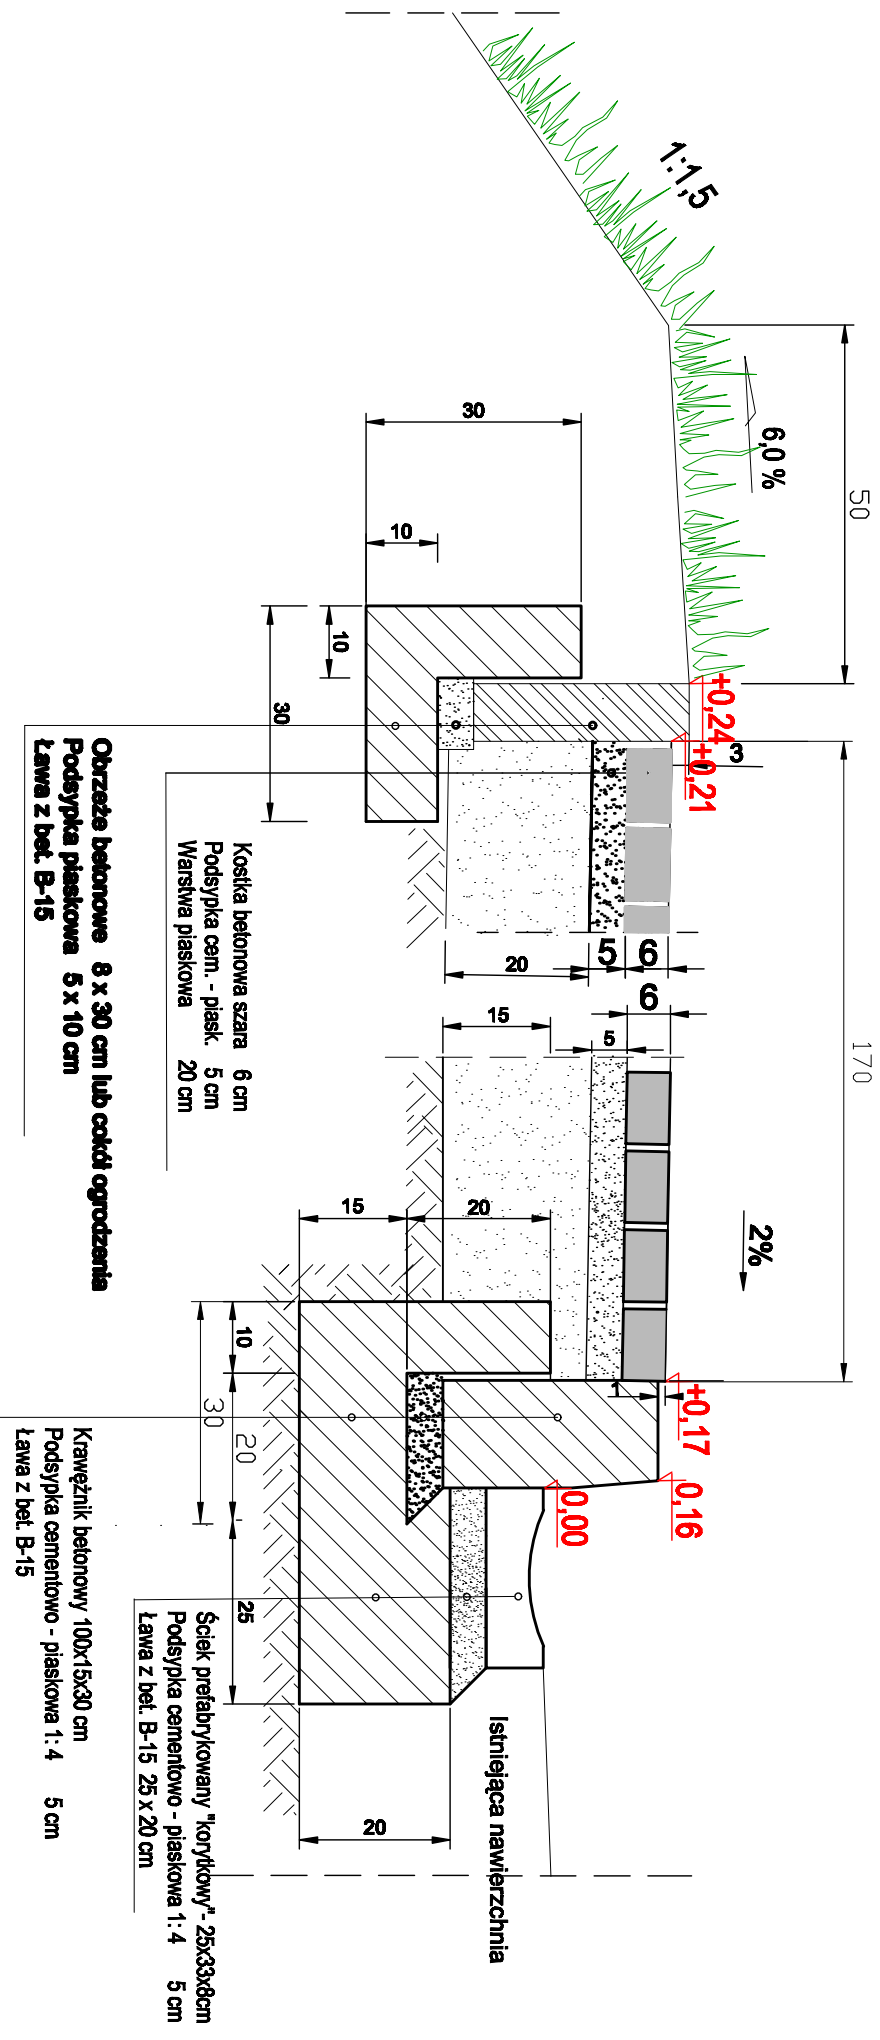 1:1,5
6,0 %
50
170
2%
+0,24
+0,21
3
+0,17
0,16
0,00
1
30
10
10
30
5
6
6
20
15
5
15
20
10
30
20
25
20
Istniejąca nawierzchnia
Kostka betonowa szara 6 cm
Podsypka cem. - piask. 5 cm
Warstwa piaskowa 20 cm
Obrzeże betonowe 8 x 30 cm lub cokół ogrodzenia
Podsypka piaskowa 5 x 10 cm
Ława z bet. B-15
Ściek prefabrykowany "korytkowy"- 25x33x8cm
Podsypka cementowo - piaskowa 1: 4 5 cm
Ława z bet. B-15 25 x 20 cm
Krawężnik betonowy 100x15x30 cm
Podsypka cementowo - piaskowa 1: 4 5 cm
Ława z bet. B-15